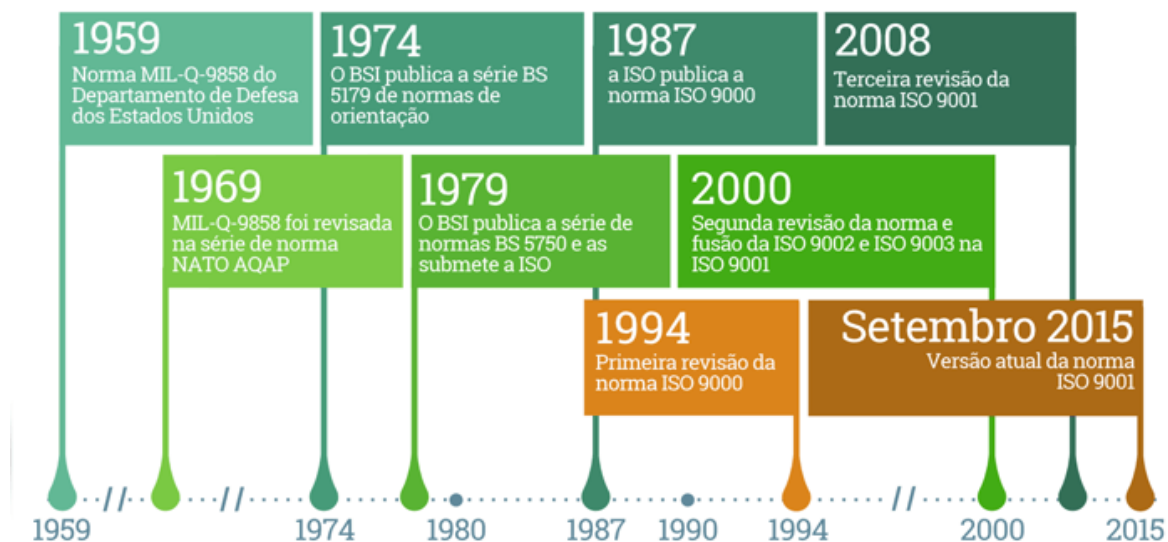 1959
Norma MIL-Q-9858 do
Departamento de Defesa
dos Estados Unidos
1974
O BSI publica a série BS
5179 de normas de
orientação
1987
a ISO publica a
norma ISO 9000
2008
Terceira revisão da
norma ISO 9001
1969
MIL-Q-9858 foi revisada
na série de norma
NATO AQAP
1979
O BSI publica a série de
normas BS 5750 e as
submete a ISO
2000
Segunda revisão da norma e
fusão da ISO 9002 e ISO 9003 na
ISO 9001
1994
Primeira revisão da
norma ISO 9000
Setembro 2015
Versão atual da norma
ISO 9001
1959 // // 1974 1980 1987 1990 1994 // 2000 2015